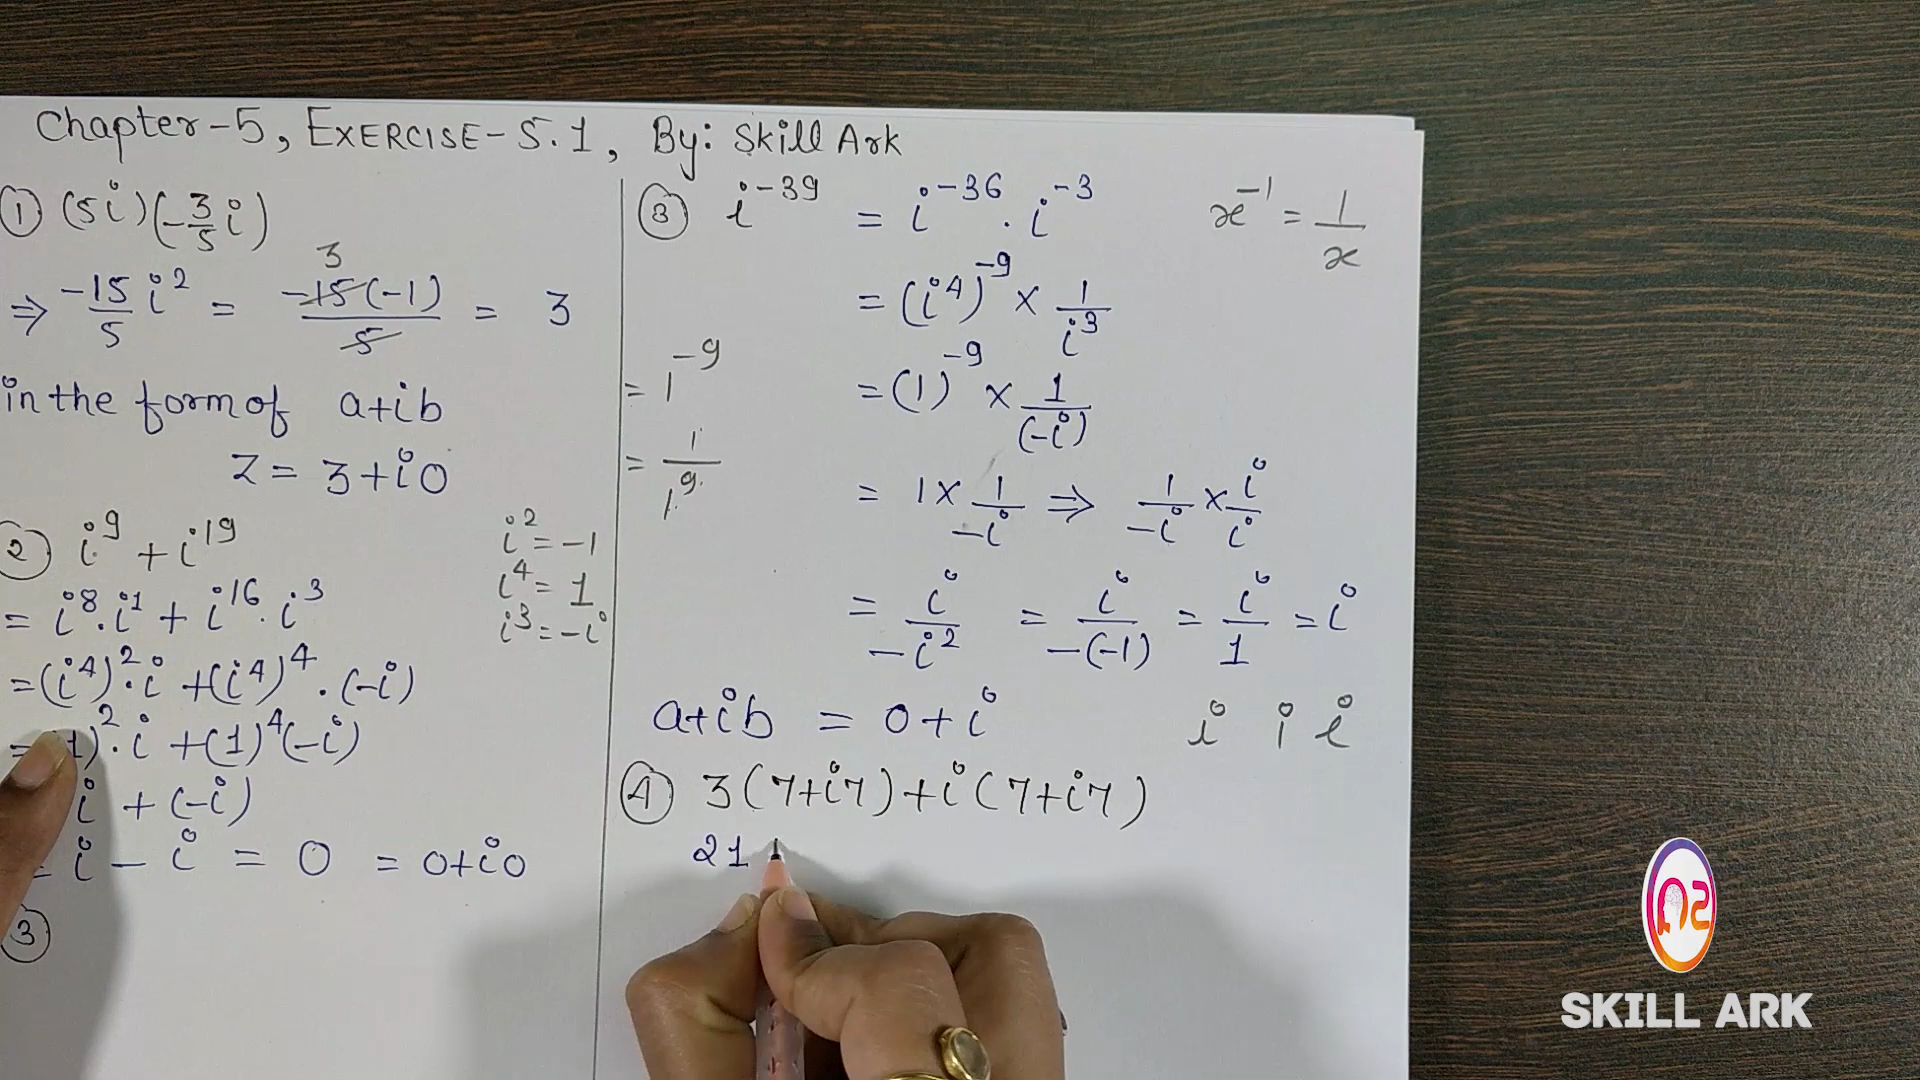 Chapter-5, EXERCISE-5.1, By: Skill Ark
① (5i)(-3/5 i)
⇒ -15/5 i² = -15(-1)/5 = 3
3
in the form of a+ib
z = 3+i0
② i⁹ + i¹⁹
= i⁸.i¹ + i¹⁶.i³
= (i⁴)².i + (i⁴)⁴.(-i)
= 1)².i + (1)⁴(-i)
i + (-i)
= i - i = 0 = 0+i0
③
i² = -1
i⁴ = 1
i³ = -i
③ i⁻³⁹ = i⁻³⁶ . i⁻³
= (i⁴)⁻⁹ × 1/i³
= (1)⁻⁹ × 1/(-i)
= 1 × 1/-i ⇒ 1/-i × i/i
= i/-i² = i/-(-1) = i/1 = i
x⁻¹ = 1/x
= 1⁻⁹
= 1/1⁹
a+ib = 0+i
i i i
④ 3(7+i7)+i(7+i7)
21
SKILL ARK